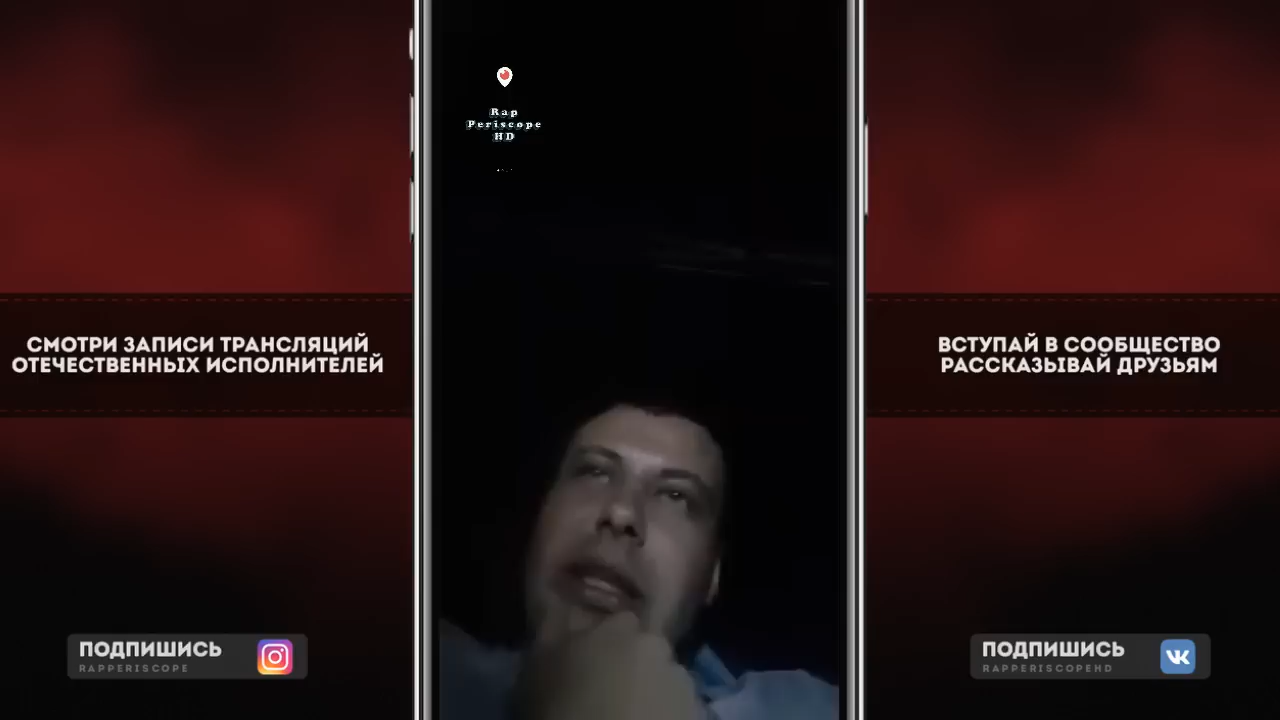 Rap
Periscope
HD
СМОТРИ ЗАПИСИ ТРАНСЛЯЦИЙ
ОТЕЧЕСТВЕННЫХ ИСПОЛНИТЕЛЕЙ
ВСТУПАЙ В СООБЩЕСТВО
РАССКАЗЫВАЙ ДРУЗЬЯМ
ПОДПИШИСЬ
RAPPERISCOPE
ПОДПИШИСЬ
RAPPERISCOPEHD